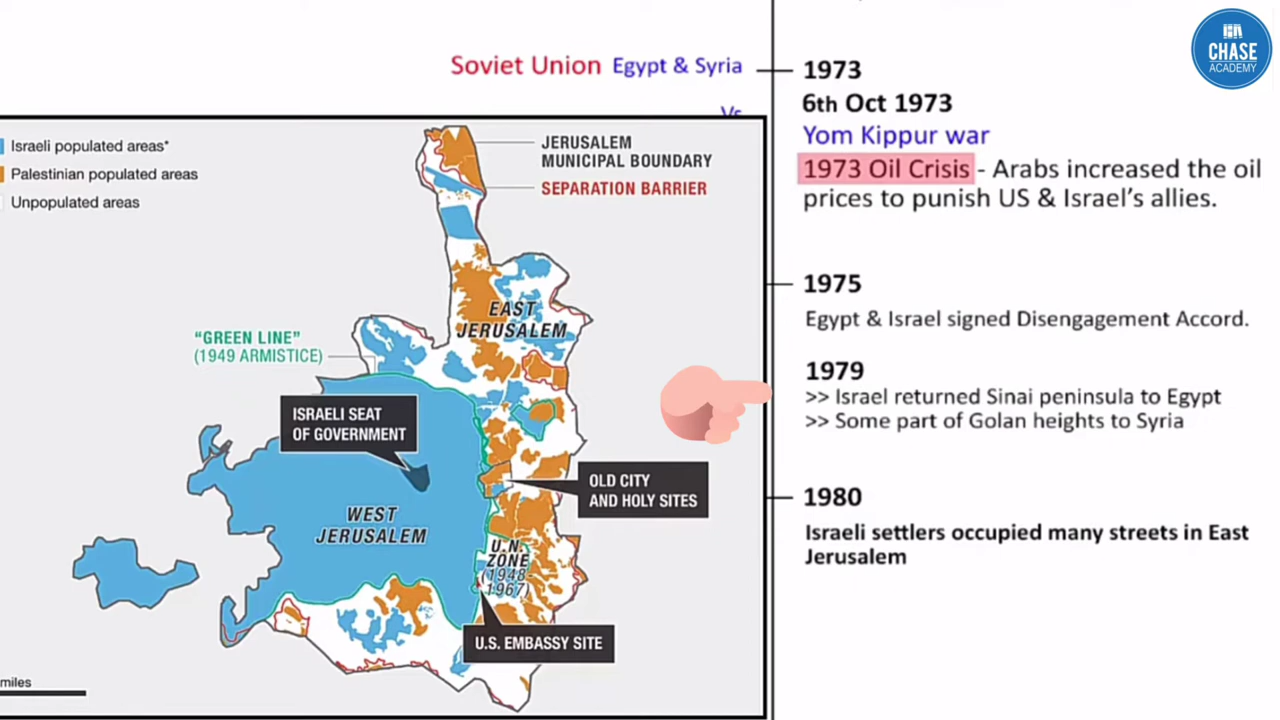 CHASE
ACADEMY
Soviet Union Egypt & Syria
Vs
1973
6th Oct 1973
Yom Kippur war
1973 Oil Crisis - Arabs increased the oil
prices to punish US & Israel's allies.
1975
Egypt & Israel signed Disengagement Accord.
1979
>> Israel returned Sinai peninsula to Egypt
>> Some part of Golan heights to Syria
1980
Israeli settlers occupied many streets in East
Jerusalem
Israeli populated areas*
Palestinian populated areas
Unpopulated areas
JERUSALEM
MUNICIPAL BOUNDARY
SEPARATION BARRIER
EAST
JERUSALEM
“GREEN LINE”
(1949 ARMISTICE)
ISRAELI SEAT
OF GOVERNMENT
OLD CITY
AND HOLY SITES
WEST
JERUSALEM
U.N.
ZONE
(1948-
1967)
U.S. EMBASSY SITE
miles